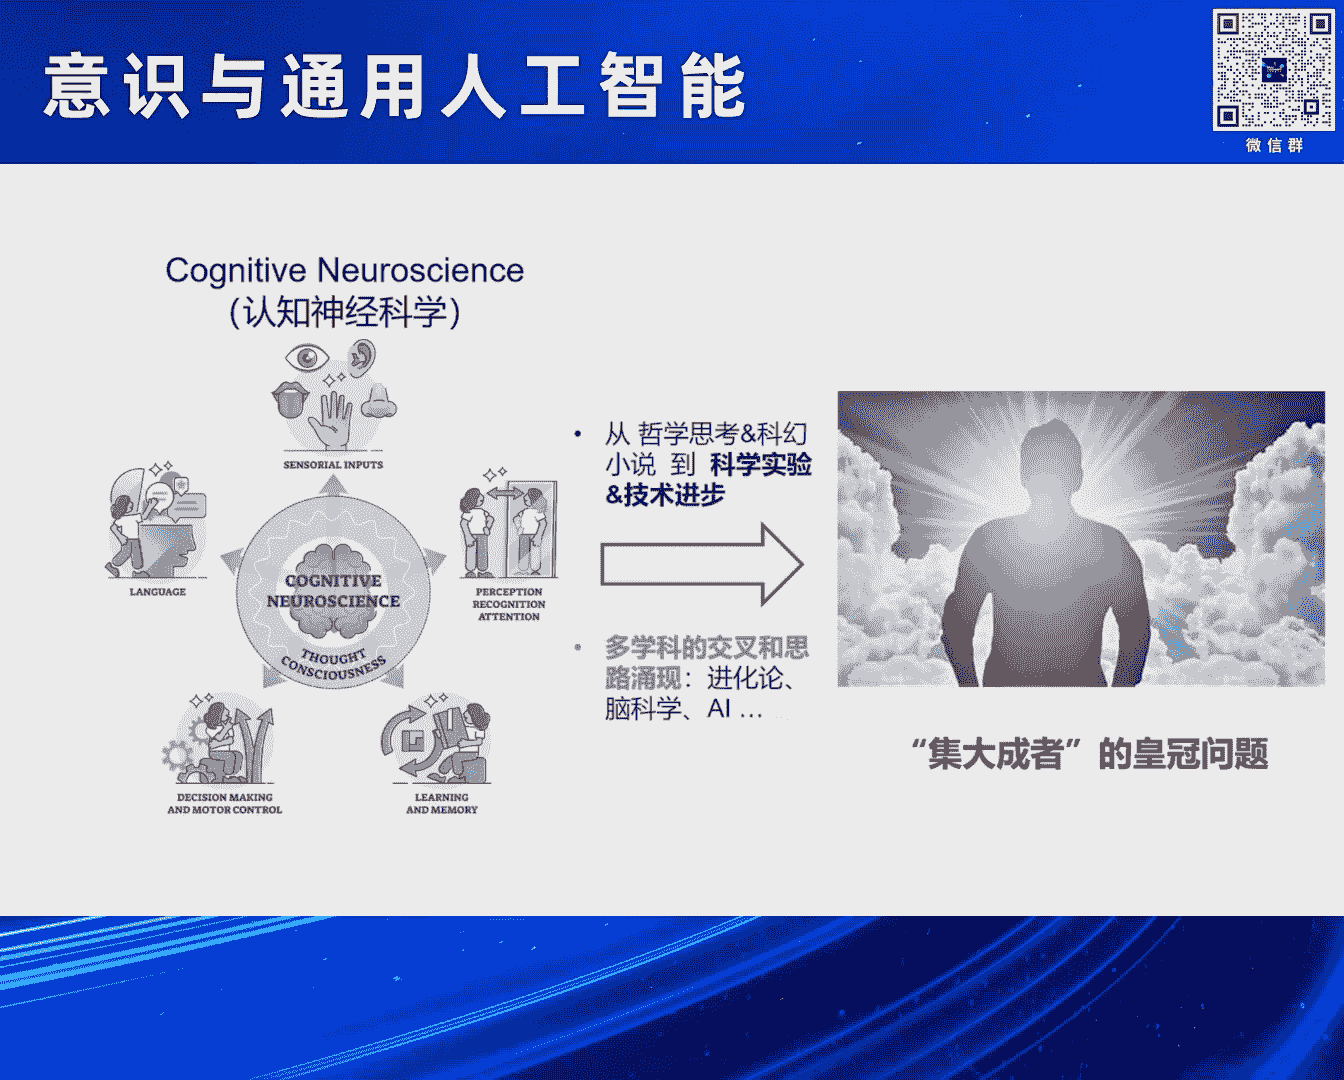 意识与通用人工智能
微信群
Cognitive Neuroscience
(认知神经科学)
SENSORIAL INPUTS
LANGUAGE
PERCEPTION
RECOGNITION
ATTENTION
COGNITIVE
NEUROSCIENCE
THOUGHT
CONSCIOUSNESS
DECISION MAKING
AND MOTOR CONTROL
LEARNING
AND MEMORY
• 从 哲学思考&科幻
小说 到 科学实验
&技术进步
• 多学科的交叉和思
路涌现：进化论、
脑科学、AI ...
“集大成者”的皇冠问题